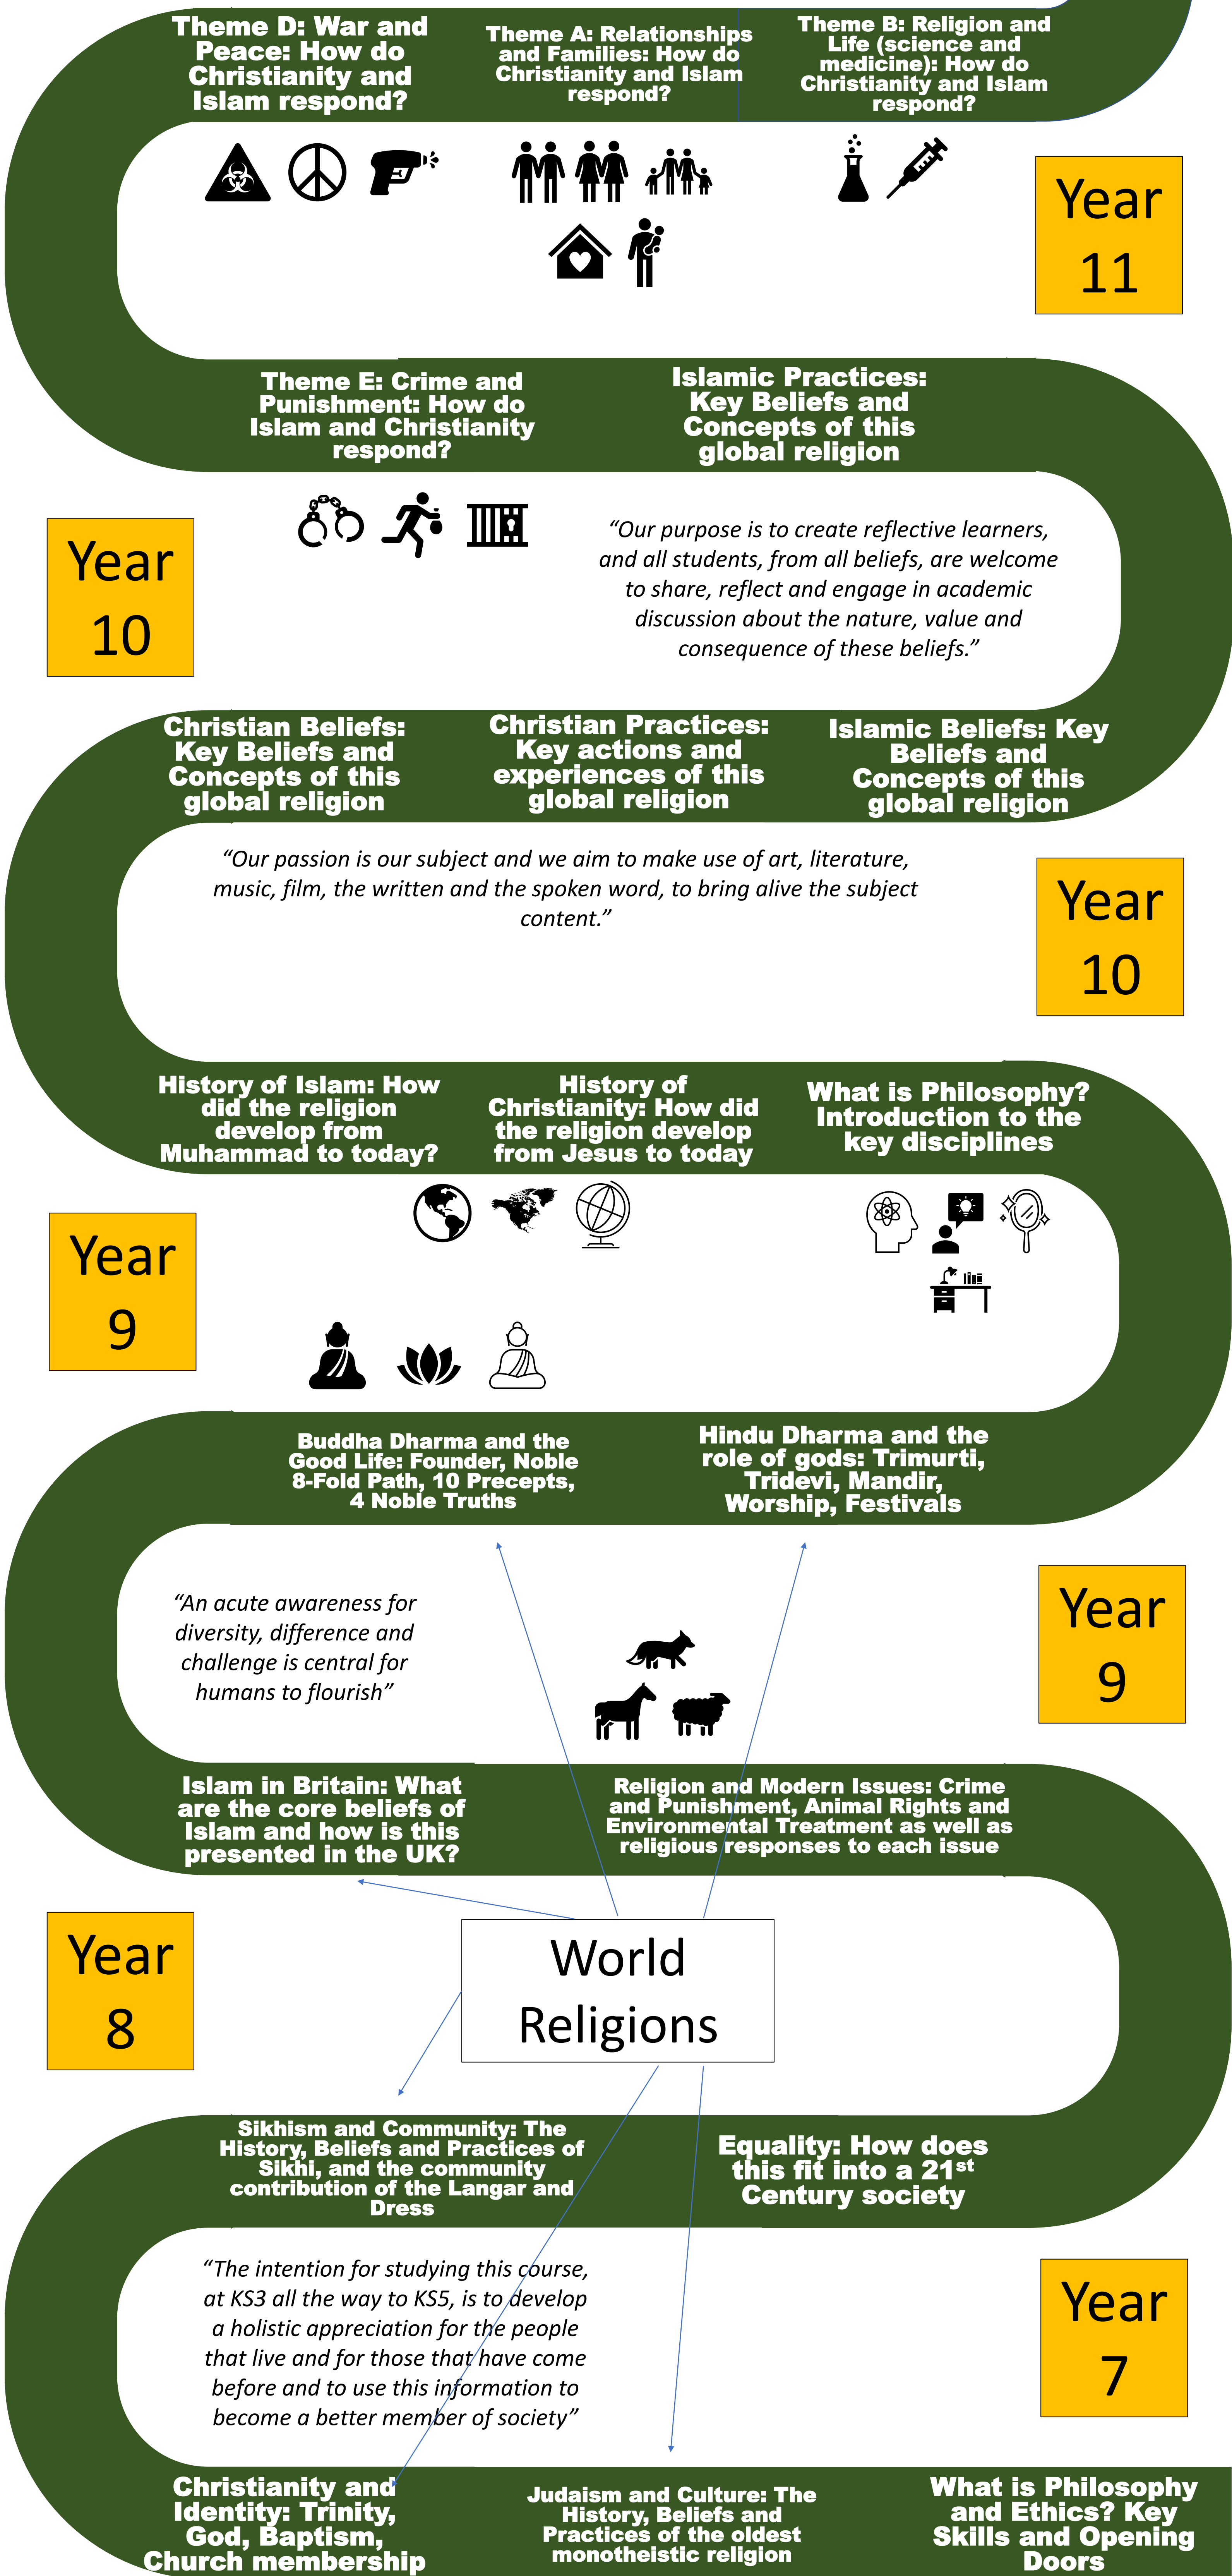 Theme D: War and
Peace: How do
Christianity and
Islam respond?
Theme A: Relationships
and Families: How do
Christianity and Islam
respond?
Theme B: Religion and
Life (science and
medicine): How do
Christianity and Islam
respond?
Year
11
Theme E: Crime and
Punishment: How do
Islam and Christianity
respond?
Islamic Practices:
Key Beliefs and
Concepts of this
global religion
Year
10
“Our purpose is to create reflective learners,
and all students, from all beliefs, are welcome
to share, reflect and engage in academic
discussion about the nature, value and
consequence of these beliefs.”
Christian Beliefs:
Key Beliefs and
Concepts of this
global religion
Christian Practices:
Key actions and
experiences of this
global religion
Islamic Beliefs: Key
Beliefs and
Concepts of this
global religion
“Our passion is our subject and we aim to make use of art, literature,
music, film, the written and the spoken word, to bring alive the subject
content.”
Year
10
History of Islam: How
did the religion
develop from
Muhammad to today?
History of
Christianity: How did
the religion develop
from Jesus to today
What is Philosophy?
Introduction to the
key disciplines
Year
9
Buddha Dharma and the
Good Life: Founder, Noble
8-Fold Path, 10 Precepts,
4 Noble Truths
Hindu Dharma and the
role of gods: Trimurti,
Tridevi, Mandir,
Worship, Festivals
“An acute awareness for
diversity, difference and
challenge is central for
humans to flourish”
Year
9
Islam in Britain: What
are the core beliefs of
Islam and how is this
presented in the UK?
Religion and Modern Issues: Crime
and Punishment, Animal Rights and
Environmental Treatment as well as
religious responses to each issue
Year
8
World
Religions
Sikhism and Community: The
History, Beliefs and Practices of
Sikhi, and the community
contribution of the Langar and
Dress
Equality: How does
this fit into a 21st
Century society
“The intention for studying this course,
at KS3 all the way to KS5, is to develop
a holistic appreciation for the people
that live and for those that have come
before and to use this information to
become a better member of society”
Year
7
Christianity and
Identity: Trinity,
God, Baptism,
Church membership
Judaism and Culture: The
History, Beliefs and
Practices of the oldest
monotheistic religion
What is Philosophy
and Ethics? Key
Skills and Opening
Doors